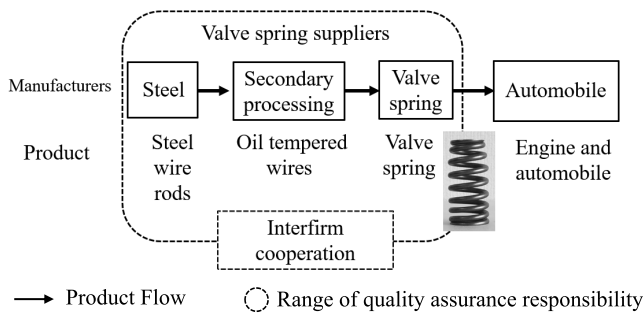 Valve spring suppliers
Manufacturers
Steel
Secondary
processing
Valve
spring
Automobile
Product
Steel
wire
rods
Oil tempered
wires
Valve
spring
Engine and
automobile
Interfirm
cooperation
Product Flow
Range of quality assurance responsibility